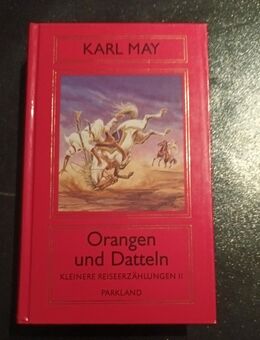 KARL MAY
Orangen
und Datteln
KLEINERE REISEERZÄHLUNGEN II
PARKLAND